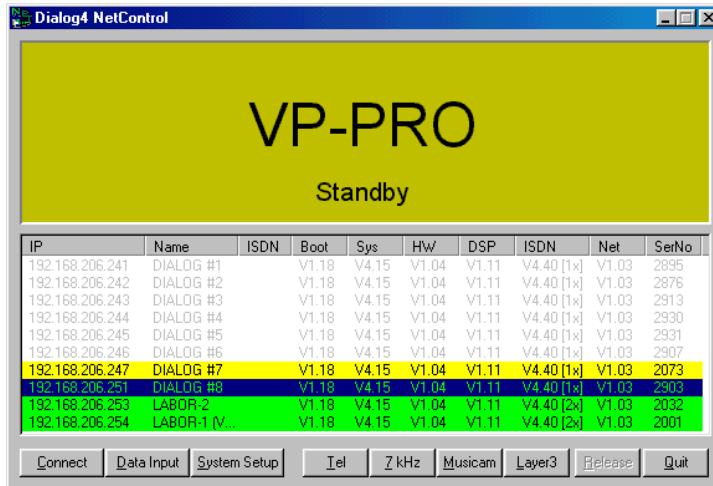 Dialog4 NetControl
VP-PRO
Standby
IP Name ISDN Boot Sys HW DSP ISDN Net SerNo
192.168.206.241 DIALOG #1 V1.18 V4.15 V1.04 V1.11 V4.40 [1x] V1.03 2895
192.168.206.242 DIALOG #2 V1.18 V4.15 V1.04 V1.11 V4.40 [1x] V1.03 2876
192.168.206.243 DIALOG #3 V1.18 V4.15 V1.04 V1.11 V4.40 [1x] V1.03 2913
192.168.206.244 DIALOG #4 V1.18 V4.15 V1.04 V1.11 V4.40 [1x] V1.03 2930
192.168.206.245 DIALOG #5 V1.18 V4.15 V1.04 V1.11 V4.40 [1x] V1.03 2931
192.168.206.246 DIALOG #6 V1.18 V4.15 V1.04 V1.11 V4.40 [1x] V1.03 2907
192.168.206.247 DIALOG #7 V1.18 V4.15 V1.04 V1.11 V4.40 [1x] V1.03 2073
192.168.206.251 DIALOG #8 V1.18 V4.15 V1.04 V1.11 V4.40 [1x] V1.03 2903
192.168.206.253 LABOR-2 V1.18 V4.15 V1.04 V1.11 V4.40 [2x] V1.03 2032
192.168.206.254 LABOR-1 (V... V1.18 V4.15 V1.04 V1.11 V4.40 [2x] V1.03 2001
Connect Data Input System Setup Tel 7 kHz Musicam Layer3 Release Quit